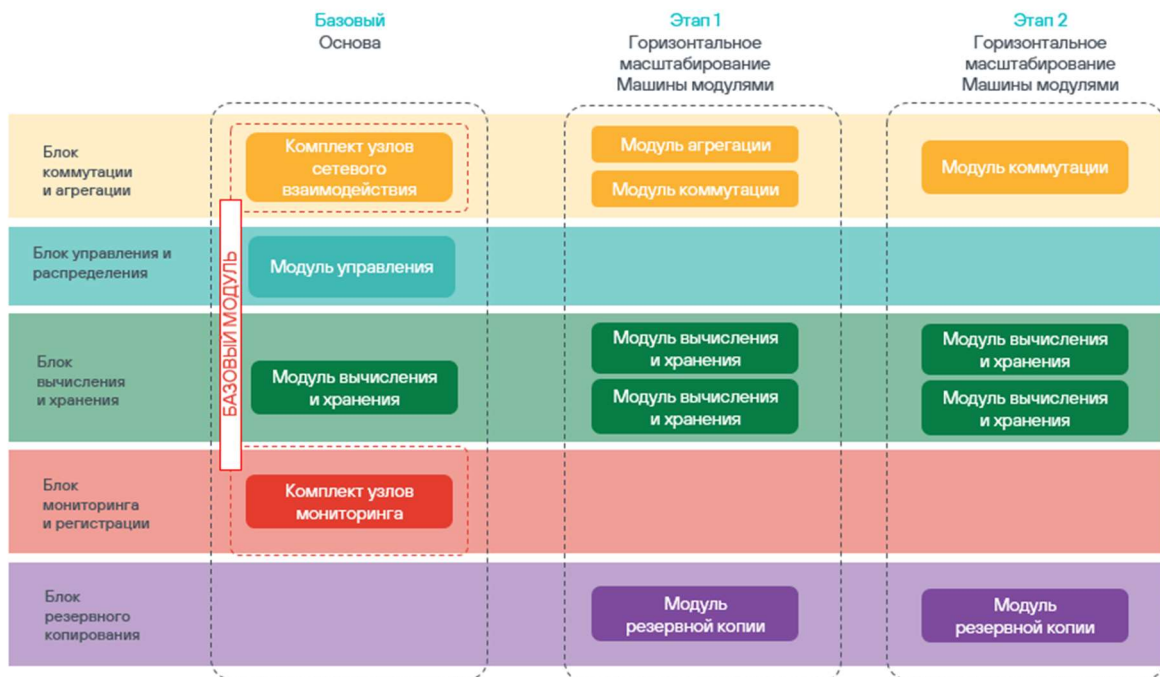 Базовый
Основа
Этап 1
Горизонтальное
масштабирование
Машины модулями
Этап 2
Горизонтальное
масштабирование
Машины модулями
Блок
коммутации
и агрегации
Комплект узлов
сетевого
взаимодействия
Модуль агрегации
Модуль коммутации
Модуль коммутации
БАЗОВЫЙ МОДУЛЬ
Блок управления и
распределения
Модуль управления
Блок
вычисления
и хранения
Модуль вычисления
и хранения
Модуль вычисления
и хранения
Модуль вычисления
и хранения
Модуль вычисления
и хранения
Модуль вычисления
и хранения
Блок
мониторинга
и регистрации
Комплект узлов
мониторинга
Блок
резервного
копирования
Модуль
резервной копии
Модуль
резервной копии